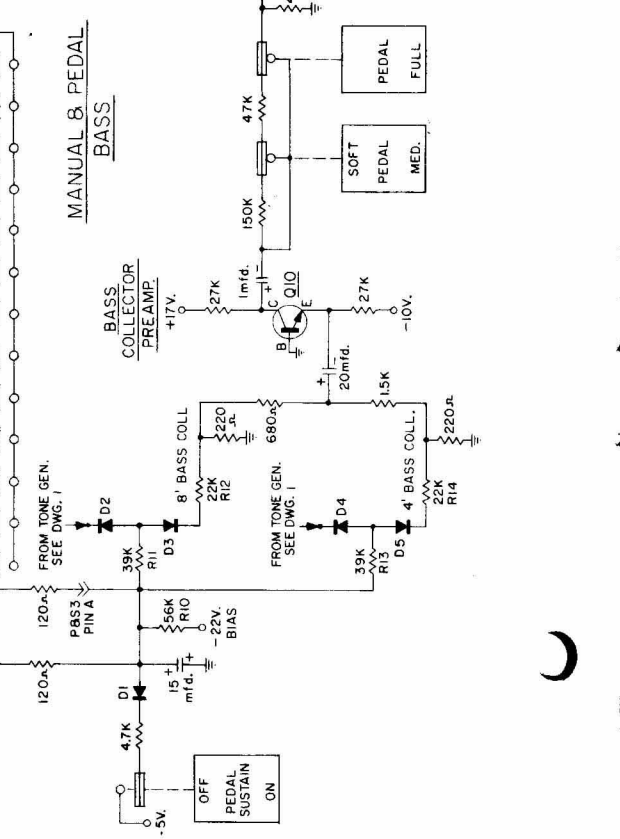 MANUAL & PEDAL
BASS
PEDAL
FULL
47K
SOFT
PEDAL
MED.
150K
BASS
COLLECTOR
PREAMP.
+17V.
27K
1mfd.
-
+
C
Q10
B
E
27K
-10V.
+
-
20mfd.
8' BASS COLL
220
Ω
680Ω
1.5K
4' BASS COLL.
220Ω
FROM TONE GEN.
SEE DWG. 1
D2
D3
22K
R12
FROM TONE GEN.
SEE DWG. 1
D4
D5
22K
R14
39K
R11
39K
R13
120Ω
P8S3
PIN A
56K
R10
-22V.
BIAS
120Ω
D1
15
mfd.
+
+
4.7K
-5V.
OFF
PEDAL
SUSTAIN
ON